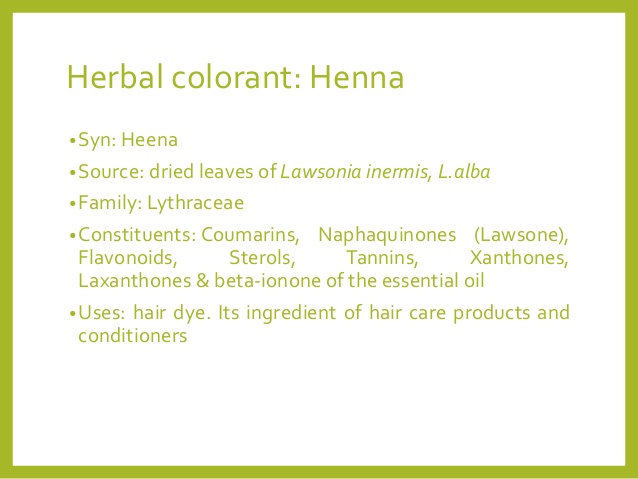 Herbal colorant: Henna
•Syn: Heena
•Source: dried leaves of Lawsonia inermis, L.alba
•Family: Lythraceae
•Constituents: Coumarins, Naphaquinones (Lawsone),
Flavonoids, Sterols, Tannins, Xanthones,
Laxanthones & beta-ionone of the essential oil
•Uses: hair dye. Its ingredient of hair care products and
conditioners